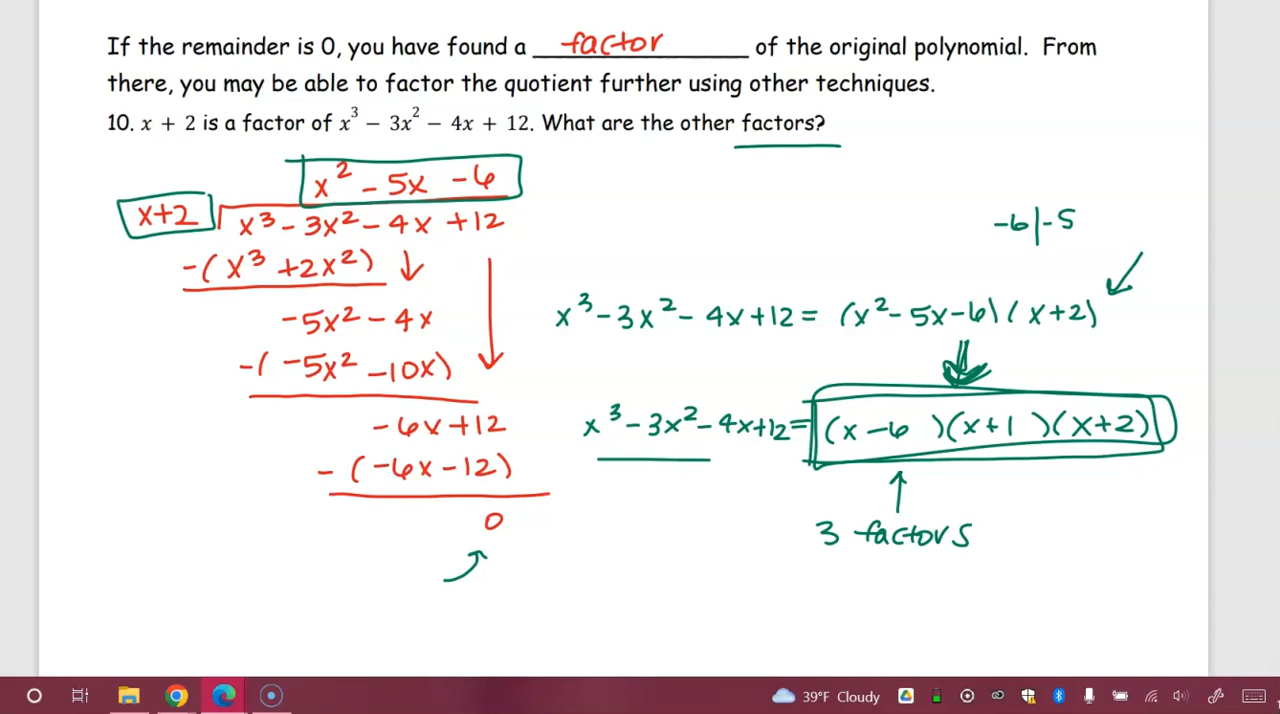 If the remainder is 0, you have found a factor of the original polynomial. From
there, you may be able to factor the quotient further using other techniques.
10. x + 2 is a factor of x³ − 3x² − 4x + 12. What are the other factors?
x² - 5x - 6
x+2 x³ - 3x² - 4x + 12
-(x³ + 2x²)
-5x² - 4x
-(-5x² - 10x)
-6x + 12
-(-6x - 12)
0
-6|-5
x³ - 3x² - 4x + 12 = (x² - 5x - 6)(x+2)
x³ - 3x² - 4x + 12 = (x - 6)(x + 1)(x+2)
3 factors
39°F Cloudy